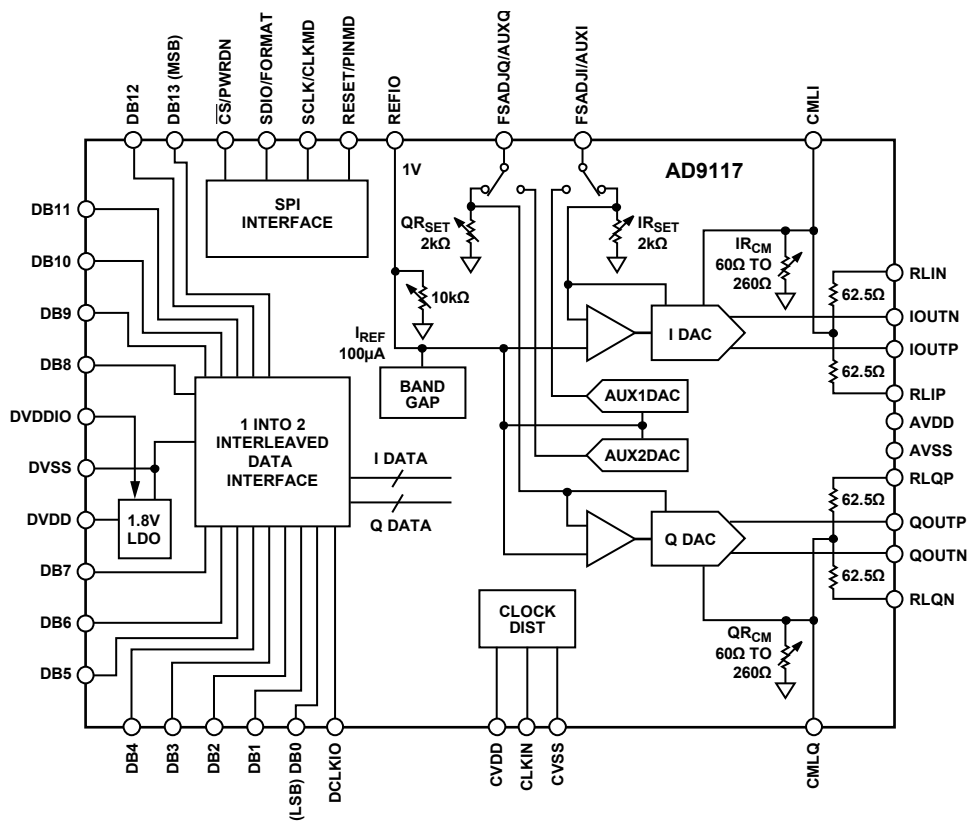 DB12
DB13 (MSB)
CS/PWRDN
SDIO/FORMAT
SCLK/CLKMD
RESET/PINMD
REFIO
FSADJQ/AUXQ
FSADJI/AUXI
CMLI
1V
AD9117
SPI
INTERFACE
DB11
DB10
DB9
DB8
DVDDIO
DVSS
DVDD
DB7
DB6
DB5
QRSET
2kΩ
IRSET
2kΩ
IRCM
60Ω TO
260Ω
10kΩ
IREF
100µA
BAND
GAP
I DAC
62.5Ω
62.5Ω
RLIN
IOUTN
IOUTP
RLIP
AVDD
AVSS
RLQP
QOUTP
QOUTN
RLQN
AUX1DAC
AUX2DAC
1 INTO 2
INTERLEAVED
DATA
INTERFACE
I DATA
Q DATA
1.8V
LDO
Q DAC
62.5Ω
62.5Ω
CLOCK
DIST
QRCM
60Ω TO
260Ω
DB4
DB3
DB2
DB1
(LSB) DB0
DCLKIO
CVDD
CLKIN
CVSS
CMLQ